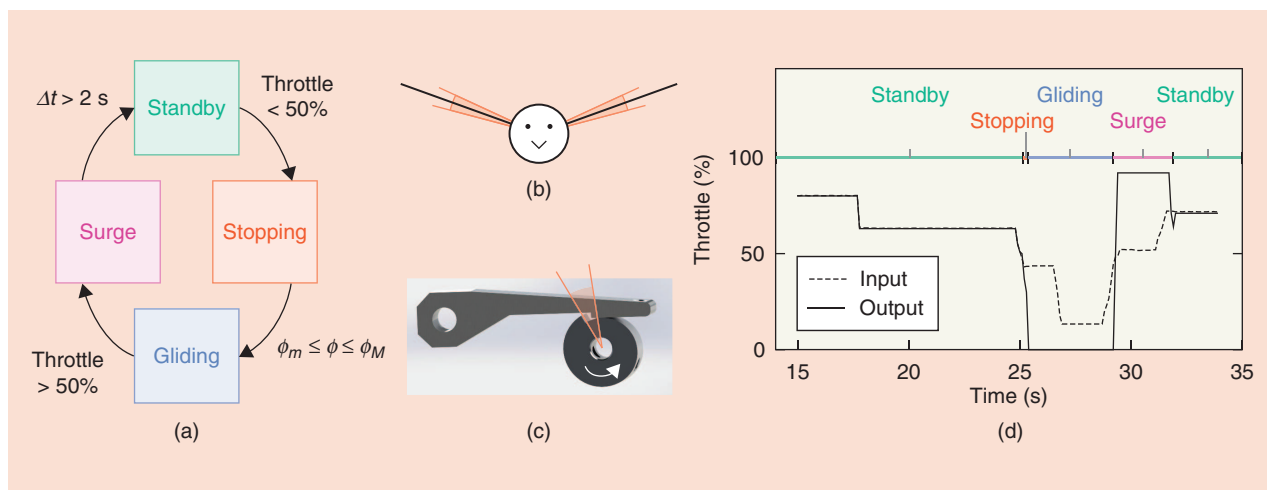 Standby
Throttle
< 50%
Stopping
ϕm ≤ ϕ ≤ ϕM
Gliding
Throttle
> 50%
Surge
Δt > 2 s
(a)
(b)
(c)
Throttle (%)
100
50
0
15
20
25
30
35
Time (s)
Standby
Stopping
Gliding
Surge
Standby
Input
Output
(d)